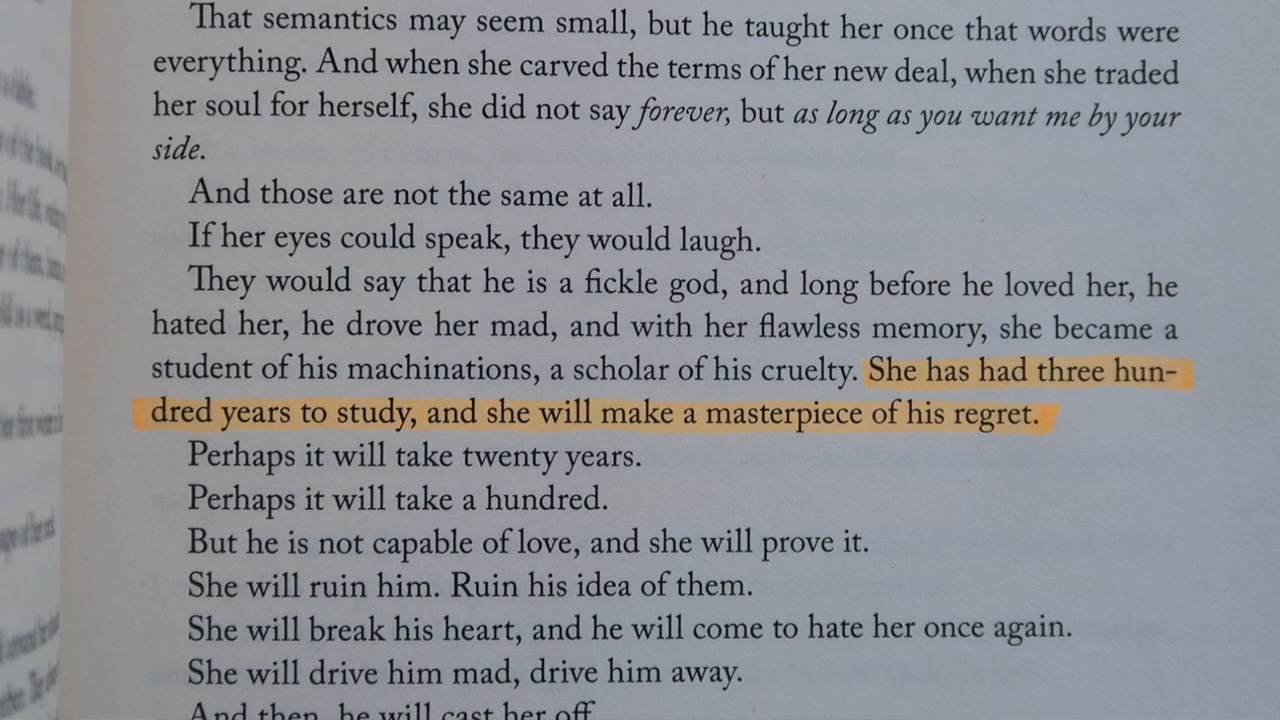 That semantics may seem small, but he taught her once that words were
everything. And when she carved the terms of her new deal, when she traded
her soul for herself, she did not say forever, but as long as you want me by your
side.
And those are not the same at all.
If her eyes could speak, they would laugh.
They would say that he is a fickle god, and long before he loved her, he
hated her, he drove her mad, and with her flawless memory, she became a
student of his machinations, a scholar of his cruelty. She has had three hun-
dred years to study, and she will make a masterpiece of his regret.
Perhaps it will take twenty years.
Perhaps it will take a hundred.
But he is not capable of love, and she will prove it.
She will ruin him. Ruin his idea of them.
She will break his heart, and he will come to hate her once again.
She will drive him mad, drive him away.
And then, he will cast her off